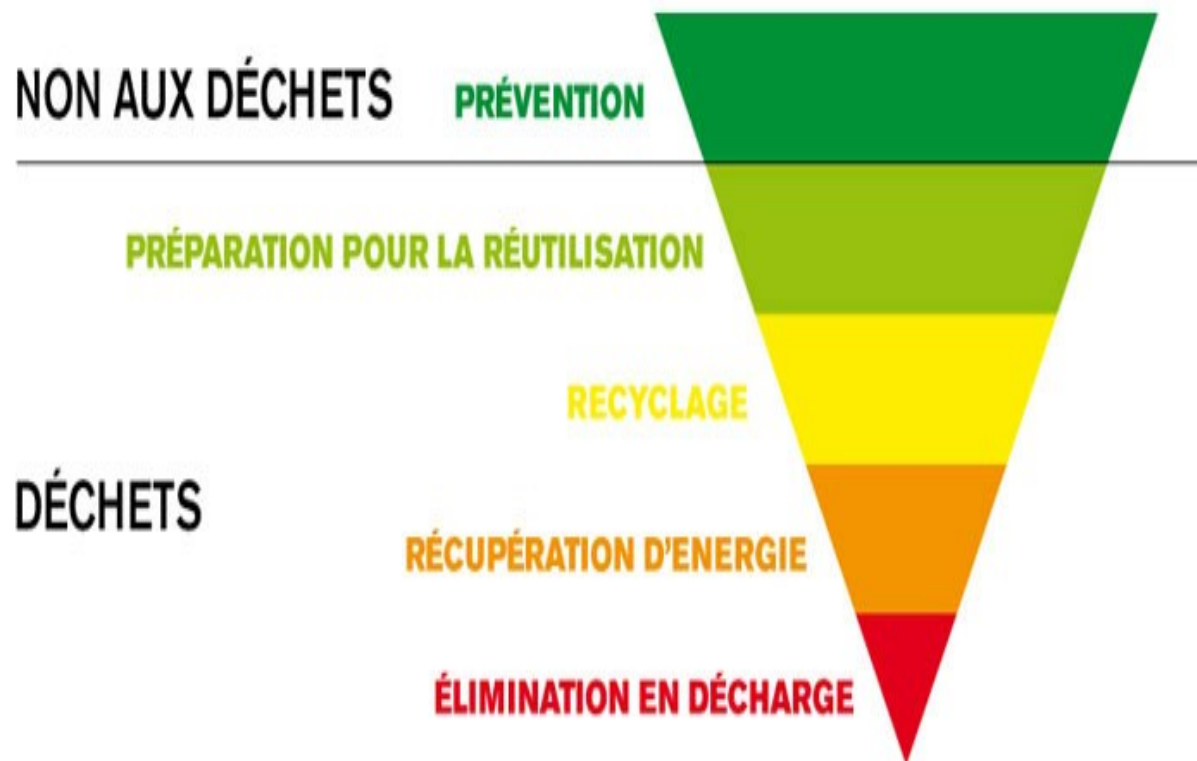 NON AUX DÉCHETS PRÉVENTION
PRÉPARATION POUR LA RÉUTILISATION
RECYCLAGE
DÉCHETS
RÉCUPÉRATION D'ENERGIE
ÉLIMINATION EN DÉCHARGE